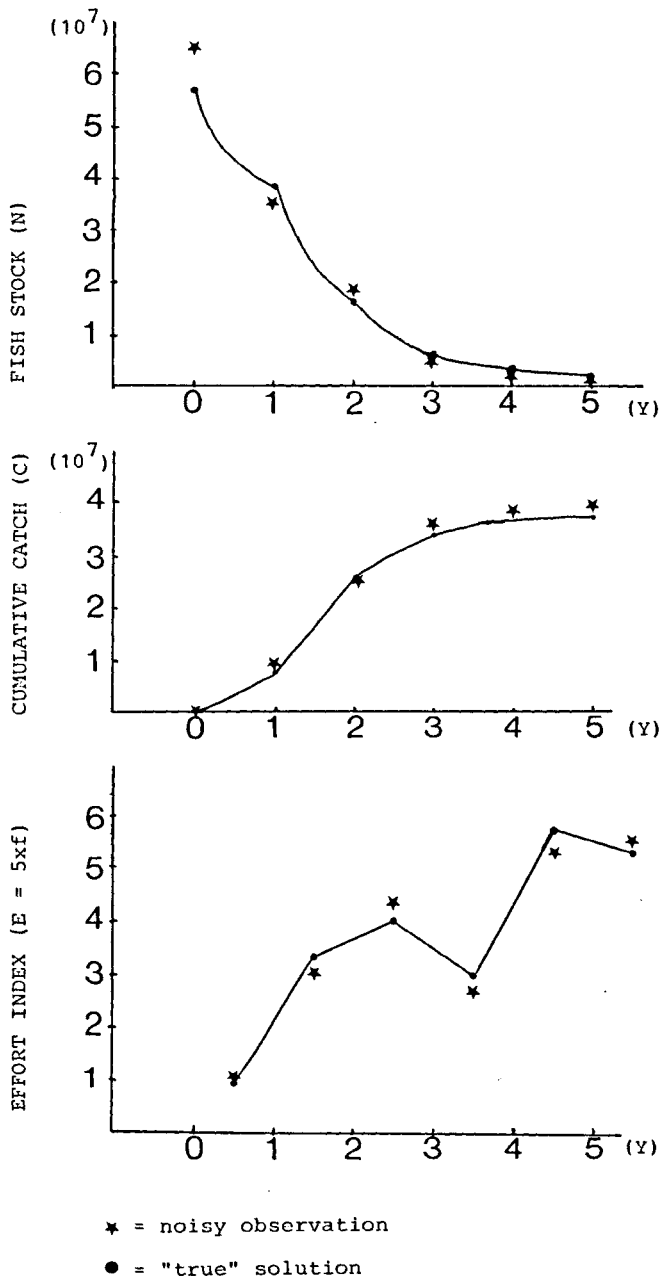 (10⁷)
6
5
4
3
2
1
FISH STOCK (N)
0 1 2 3 4 5 (Y)
(10⁷)
4
3
2
1
CUMULATIVE CATCH (C)
0 1 2 3 4 5 (Y)
6
5
4
3
2
1
EFFORT INDEX (E = 5xf)
0 1 2 3 4 5 (Y)
★ = noisy observation
● = "true" solution